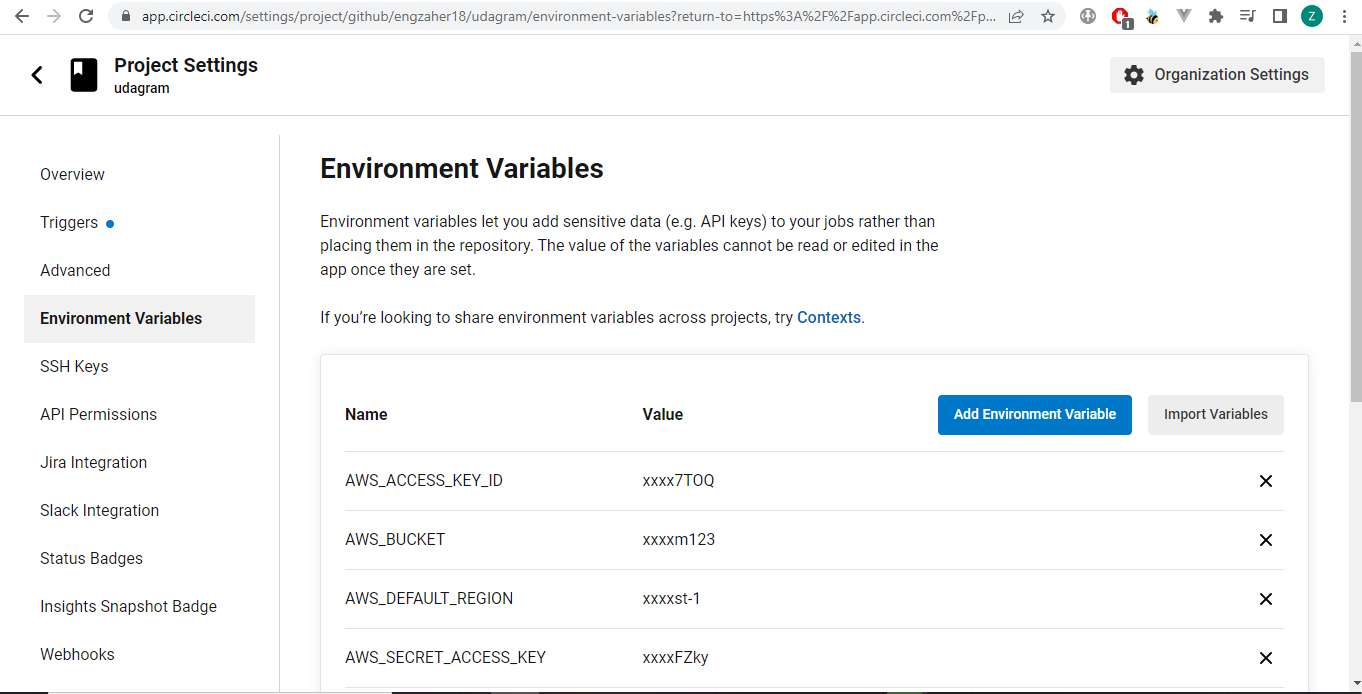 app.circleci.com/settings/project/github/engzaher18/udagram/environment-variables?return-to=https%3A%2F%2Fapp.circleci.com%2Fp...
1
Z
Project Settings
udagram
Organization Settings
Overview
Triggers
Advanced
Environment Variables
SSH Keys
API Permissions
Jira Integration
Slack Integration
Status Badges
Insights Snapshot Badge
Webhooks
Environment Variables
Environment variables let you add sensitive data (e.g. API keys) to your jobs rather than
placing them in the repository. The value of the variables cannot be read or edited in the
app once they are set.
If you’re looking to share environment variables across projects, try Contexts.
Name Value Add Environment Variable Import Variables
AWS_ACCESS_KEY_ID xxxx7TOQ
AWS_BUCKET xxxxm123
AWS_DEFAULT_REGION xxxxst-1
AWS_SECRET_ACCESS_KEY xxxxFZky